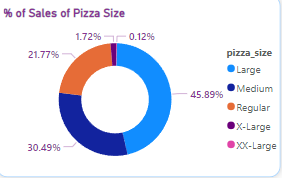 % of Sales of Pizza Size
1.72%
0.12%
21.77%
45.89%
30.49%
pizza_size
Large
Medium
Regular
X-Large
XX-Large